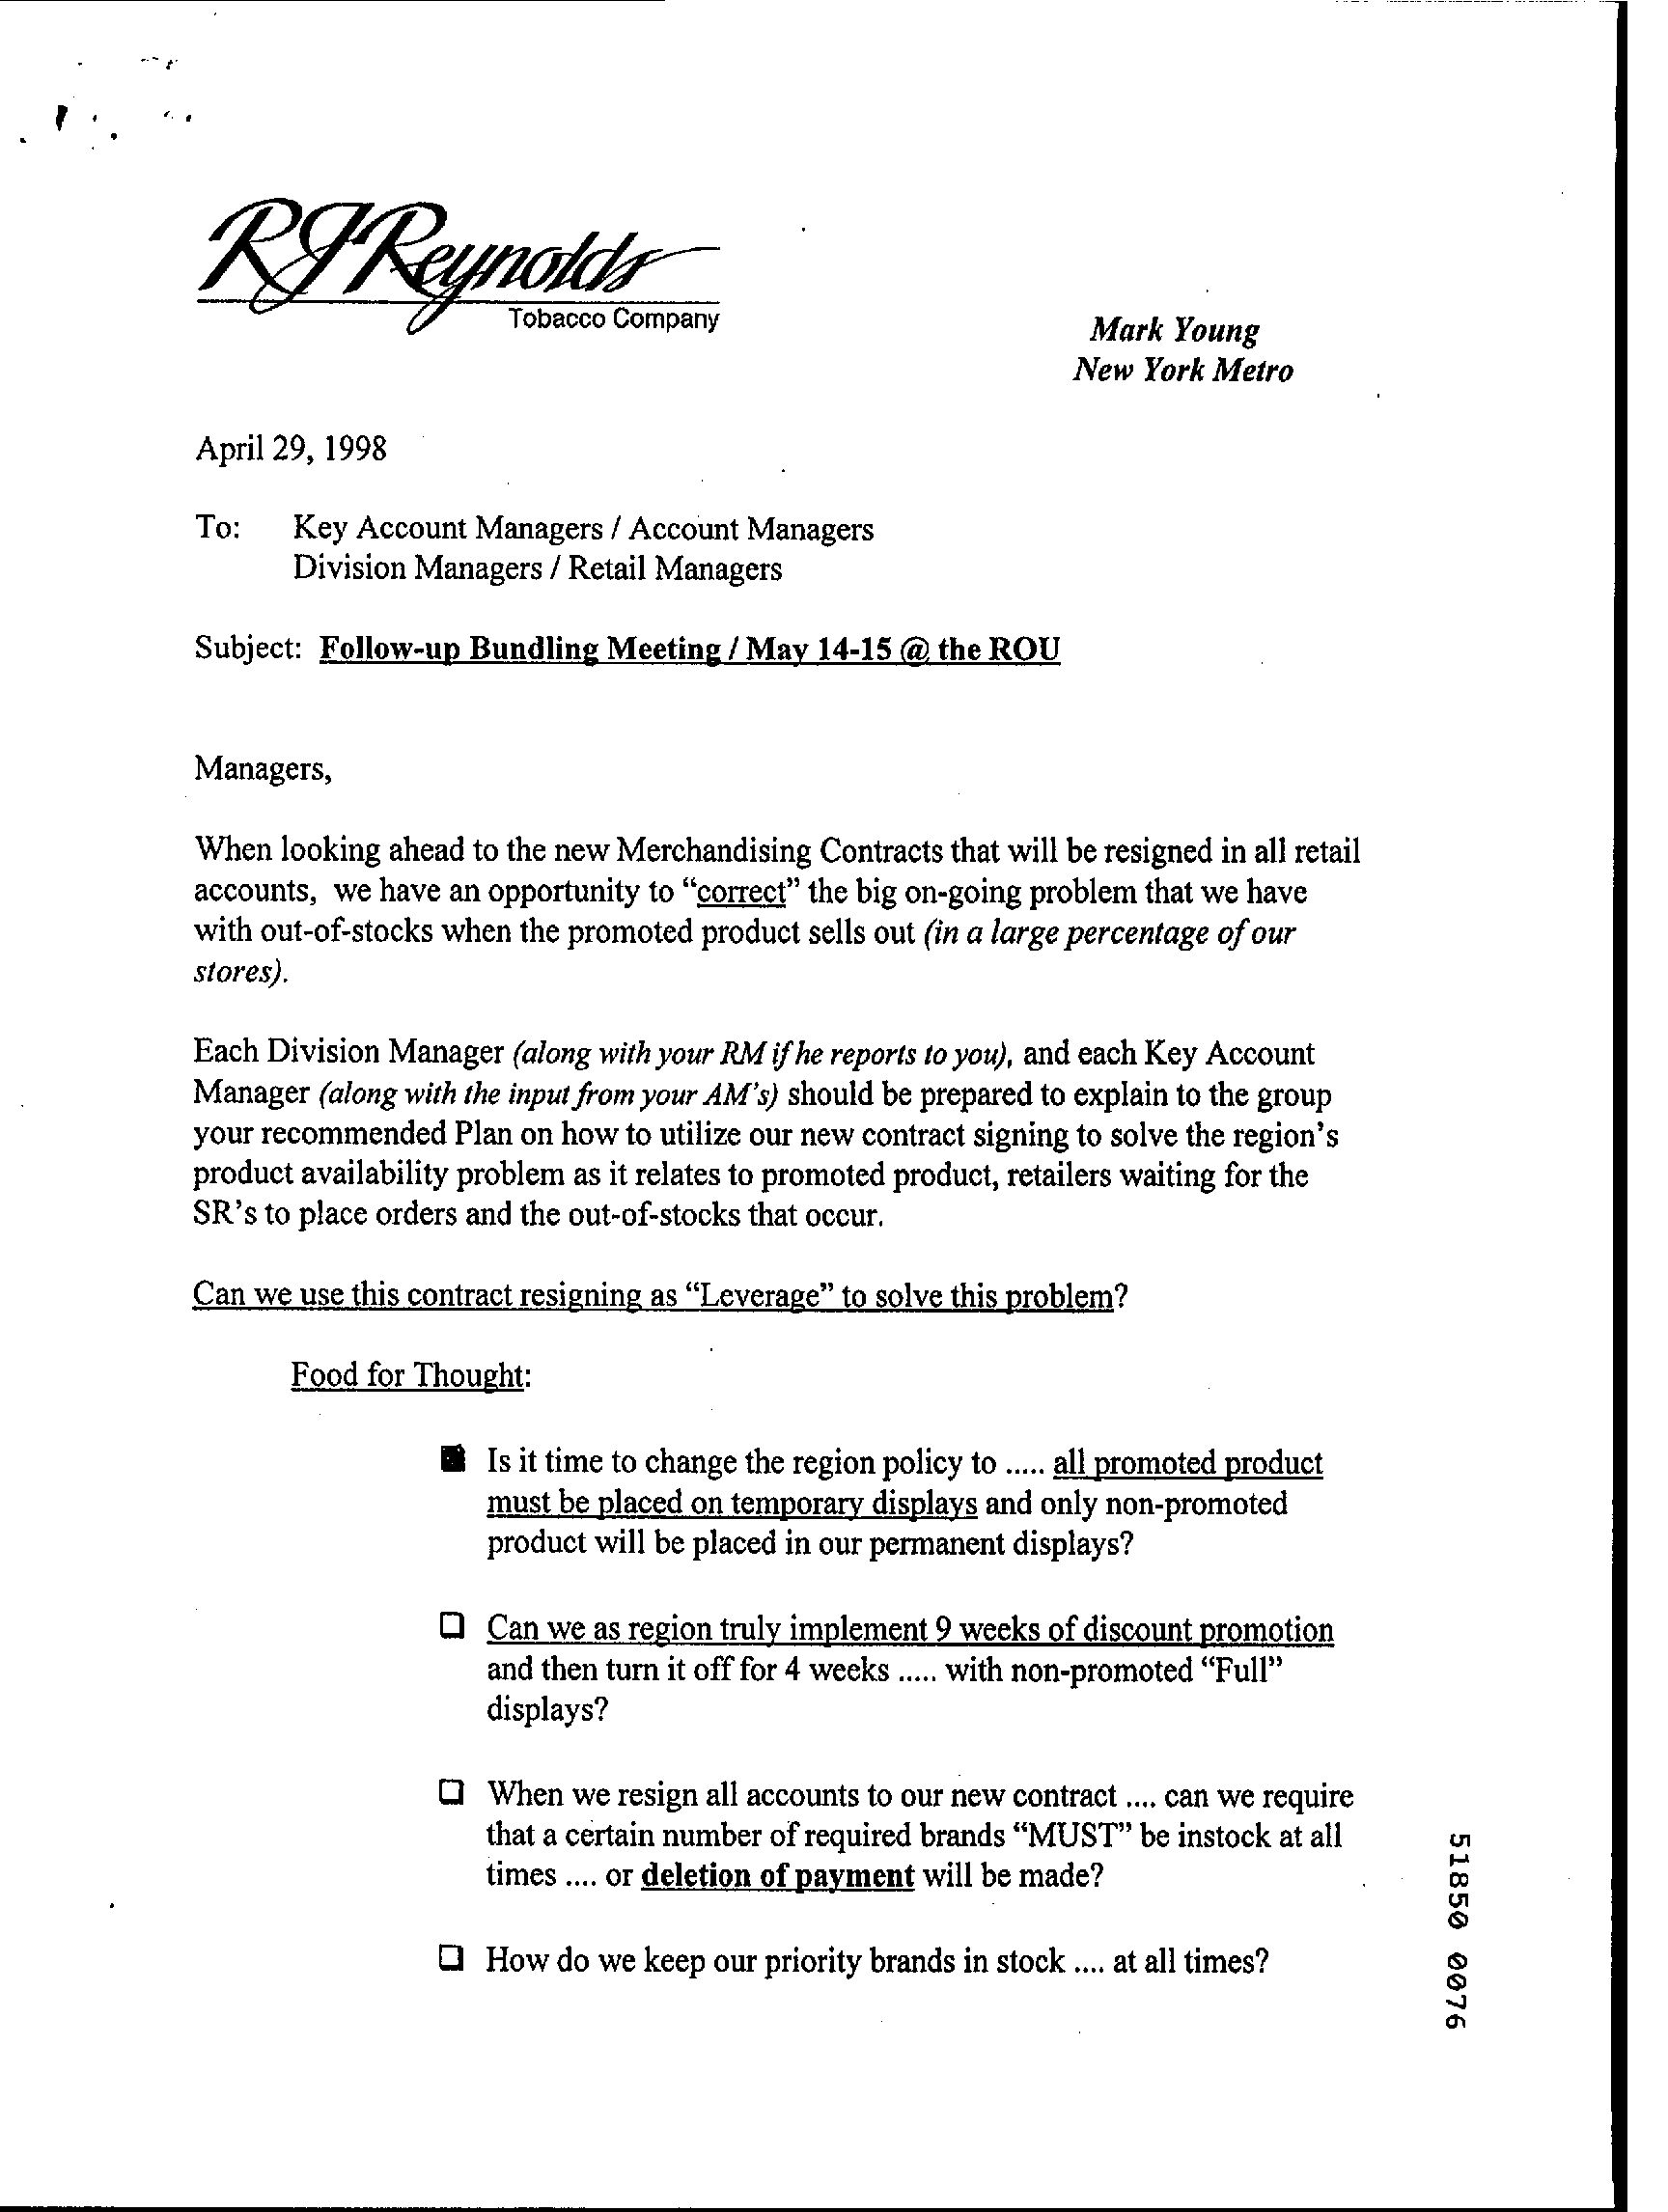 RJReynolds
Tobacco Company
Mark Young
New York Metro
April 29, 1998
To: Key Account Managers / Account Managers
Division Managers / Retail Managers
Subject: Follow-up Bundling Meeting / May 14-15 @ the ROU
Managers,
When looking ahead to the new Merchandising Contracts that will be resigned in all retail
accounts, we have an opportunity to “correct” the big on-going problem that we have
with out-of-stocks when the promoted product sells out (in a large percentage of our
stores).
Each Division Manager (along with your RM if he reports to you), and each Key Account
Manager (along with the input from your AM’s) should be prepared to explain to the group
your recommended Plan on how to utilize our new contract signing to solve the region’s
product availability problem as it relates to promoted product, retailers waiting for the
SR’s to place orders and the out-of-stocks that occur.
Can we use this contract resigning as “Leverage” to solve this problem?
Food for Thought:
■ Is it time to change the region policy to ..... all promoted product
must be placed on temporary displays and only non-promoted
product will be placed in our permanent displays?
❑ Can we as region truly implement 9 weeks of discount promotion
and then turn it off for 4 weeks ..... with non-promoted “Full”
displays?
❑ When we resign all accounts to our new contract .... can we require
that a certain number of required brands “MUST” be instock at all
times .... or deletion of payment will be made?
❑ How do we keep our priority brands in stock .... at all times?
51850 0076